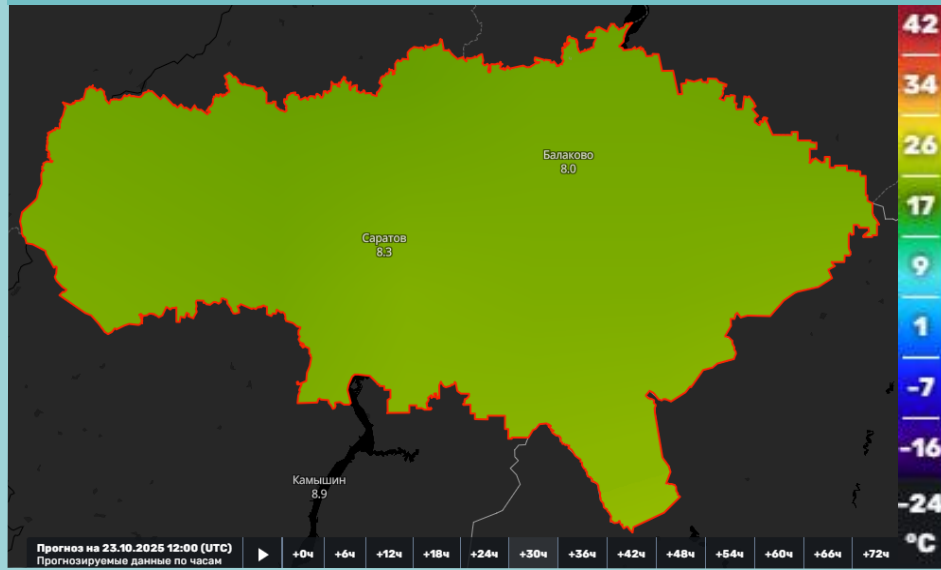 42
34
26
17
9
1
-7
-16
-24
°C
Балаково
8.0
Саратов
8.3
Камышин
8.9
Прогноз на 23.10.2025 12:00 (UTC)
Прогнозируемые данные по часам
+0ч +6ч +12ч +18ч +24ч +30ч +36ч +42ч +48ч +54ч +60ч +66ч +72ч